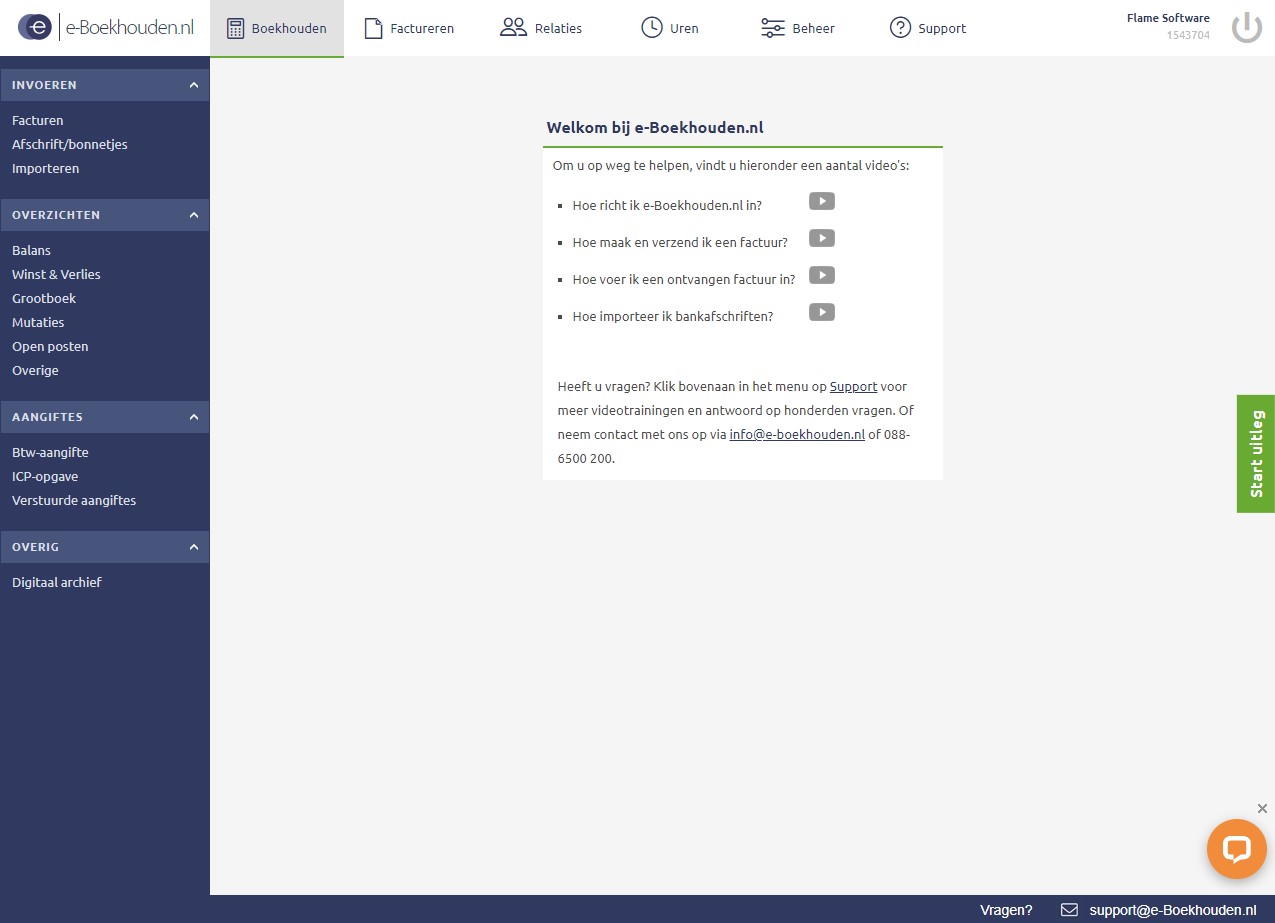 e-Boekhouden.nl
Boekhouden
Factureren
Relaties
Uren
Beheer
Support
Flame Software
1543704
INVOEREN
Facturen
Afschrift/bonnetjes
Importeren
OVERZICHTEN
Balans
Winst & Verlies
Grootboek
Mutaties
Open posten
Overige
AANGIFTES
Btw-aangifte
ICP-opgave
Verstuurde aangiftes
OVERIG
Digitaal archief
Welkom bij e-Boekhouden.nl
Om u op weg te helpen, vindt u hieronder een aantal video's:
Hoe richt ik e-Boekhouden.nl in?
Hoe maak en verzend ik een factuur?
Hoe voer ik een ontvangen factuur in?
Hoe importeer ik bankafschriften?
Heeft u vragen? Klik bovenaan in het menu op Support voor
meer videotrainingen en antwoord op honderden vragen. Of
neem contact met ons op via info@e-boekhouden.nl of 088-
6500 200.
Start uitleg
Vragen?
support@e-Boekhouden.nl